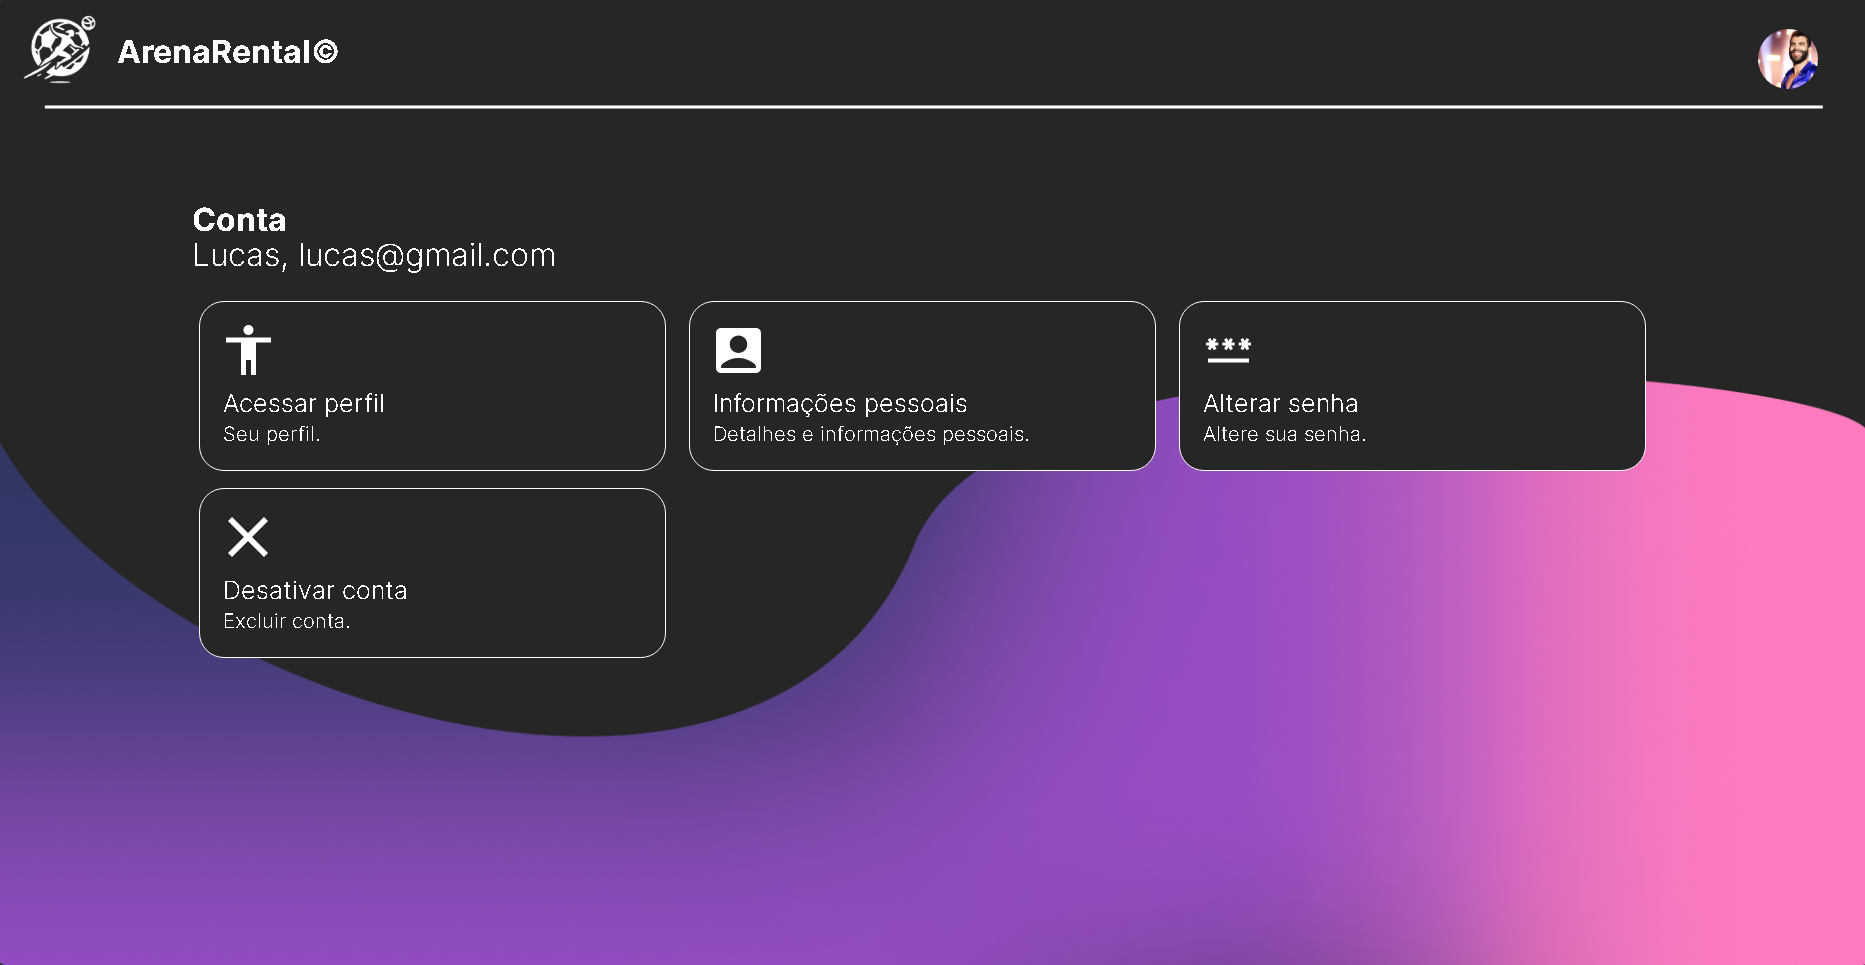 ArenaRental©
Conta
Lucas, lucas@gmail.com
Acessar perfil
Seu perfil.
Informações pessoais
Detalhes e informações pessoais.
***
Alterar senha
Altere sua senha.
Desativar conta
Excluir conta.